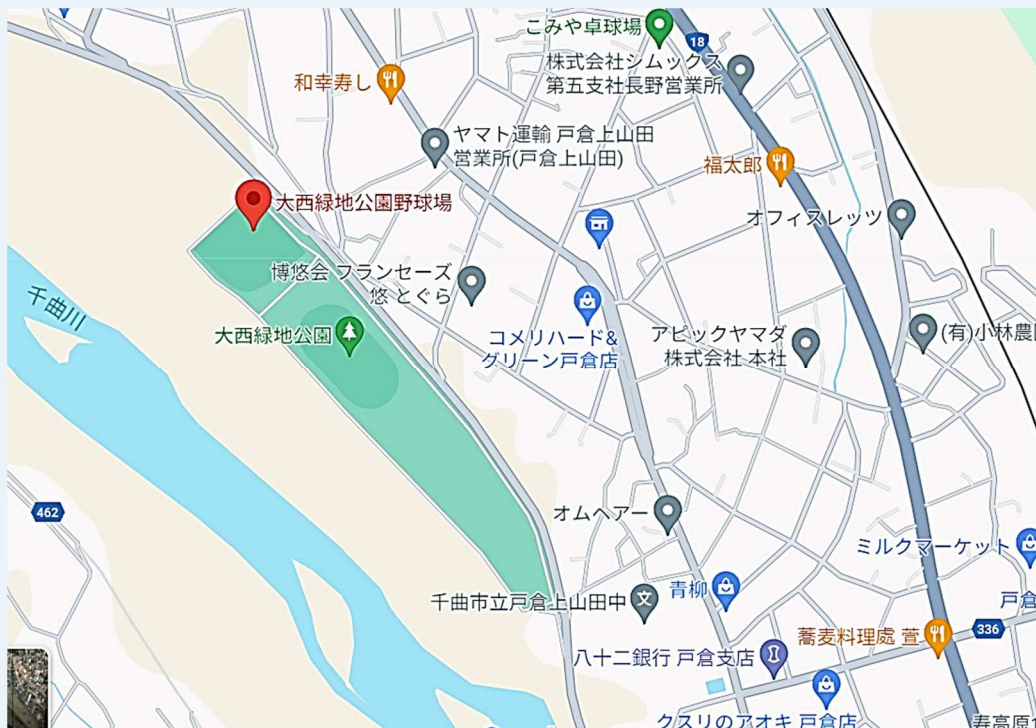 こみや卓球場
18
株式会社シムックス
第五支社長野営業所
和幸寿し
ヤマト運輸 戸倉上山田
営業所(戸倉上山田)
福太郎
大西緑地公園野球場
オフィスレッツ
博悠会 フランセーズ
悠 とぐら
千曲川
大西緑地公園
コメリハード&
グリーン戸倉店
アピックヤマダ
株式会社 本社
(有)小林農
462
オムヘアー
ミルクマーケット
千曲市立戸倉上山田中
文
青柳
戸倉
蕎麦料理處 萱
336
八十二銀行 戸倉支店
クスリのアオキ 戸倉店
寿高原